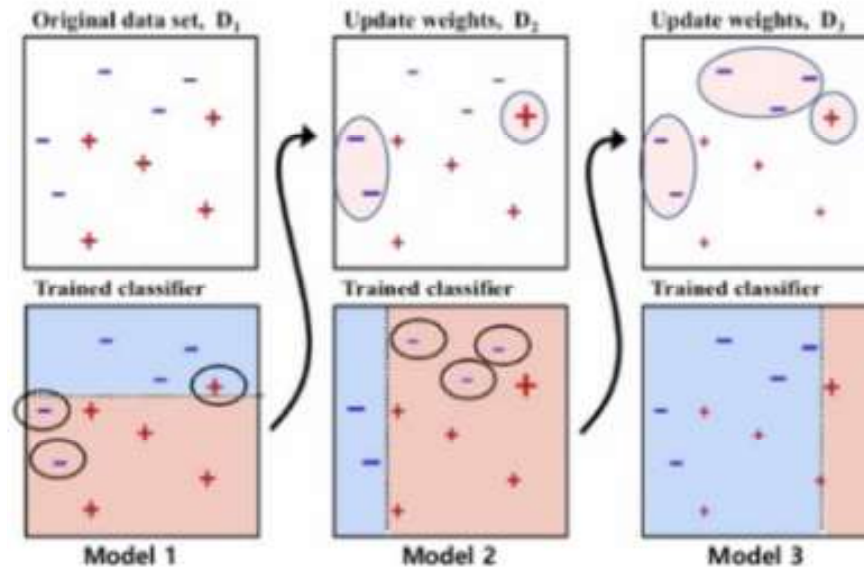 Original data set, D₁
Update weights, D₂
Update weights, D₃
Trained classifier
Trained classifier
Trained classifier
Model 1
Model 2
Model 3